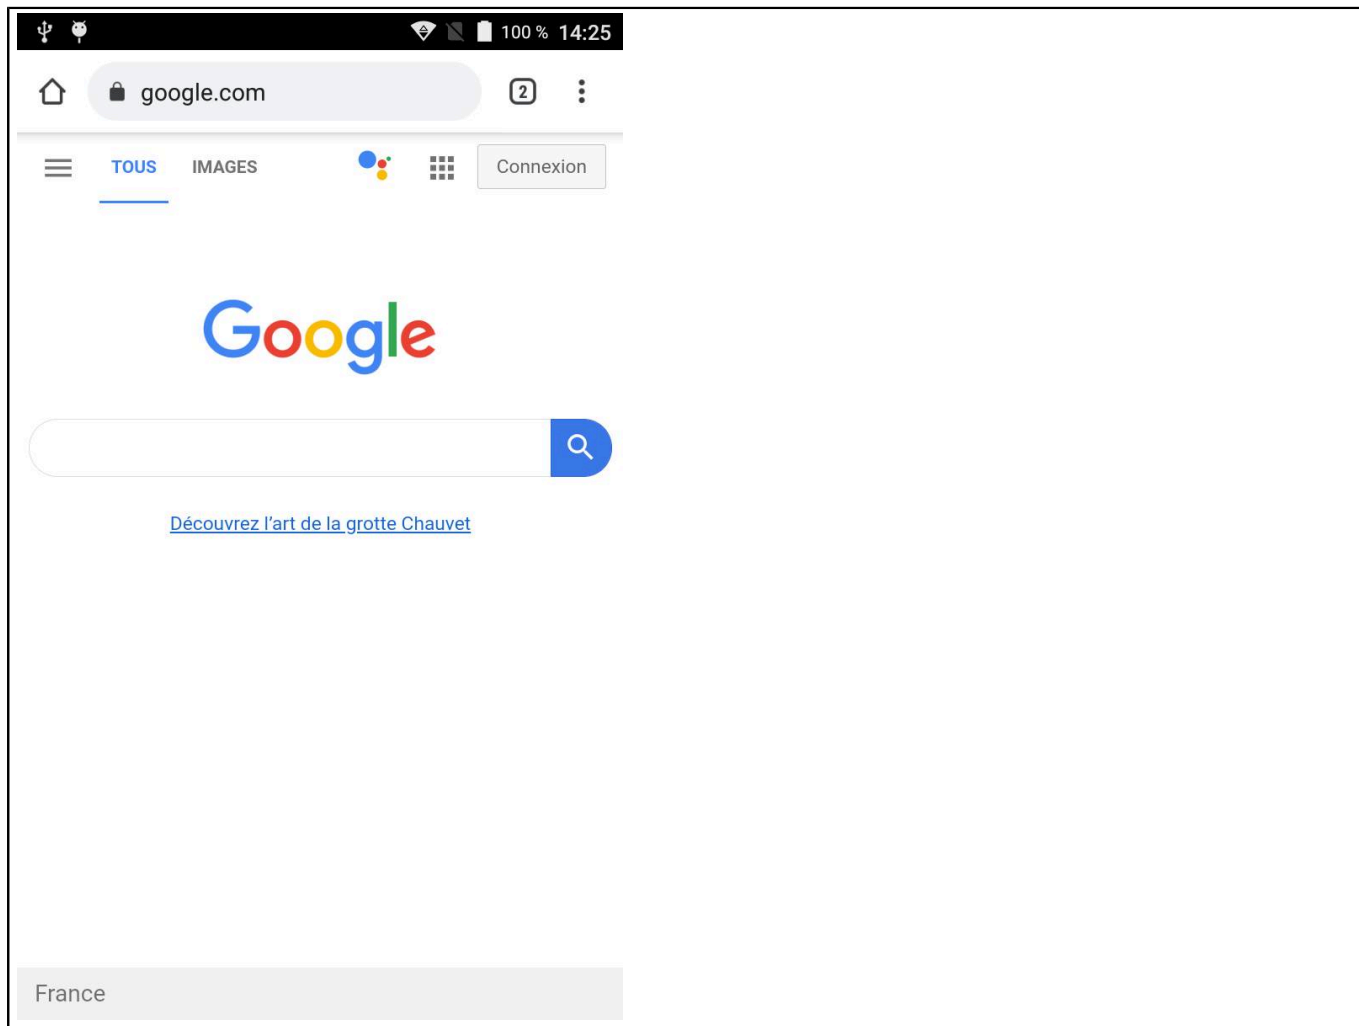 100 % 14:25
google.com 2
TOUS IMAGES Connexion
Google
Découvrez l’art de la grotte Chauvet
France